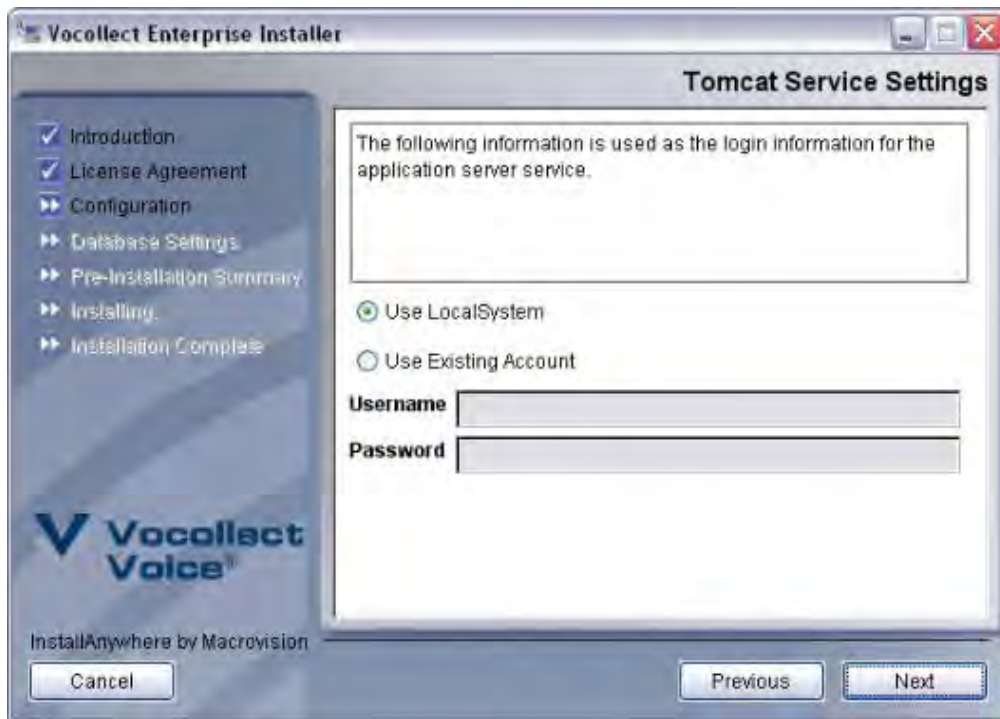 Vocollect Enterprise Installer
Tomcat Service Settings
Introduction
License Agreement
Configuration
Database Settings
Pre-Installation Summary
Installing.
Installation Complete
The following information is used as the login information for the
application server service.
Use LocalSystem
Use Existing Account
Username
Password
Vocollect
Voice®
InstallAnywhere by Macrovision
Cancel
Previous
Next